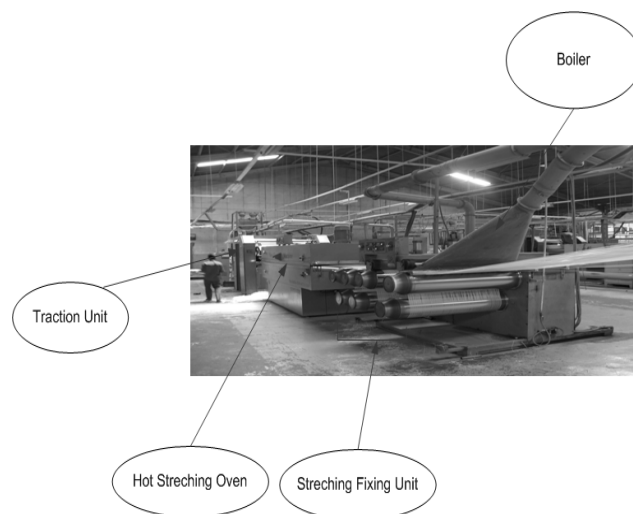 Boiler
Traction Unit
Hot Streching Oven
Streching Fixing Unit